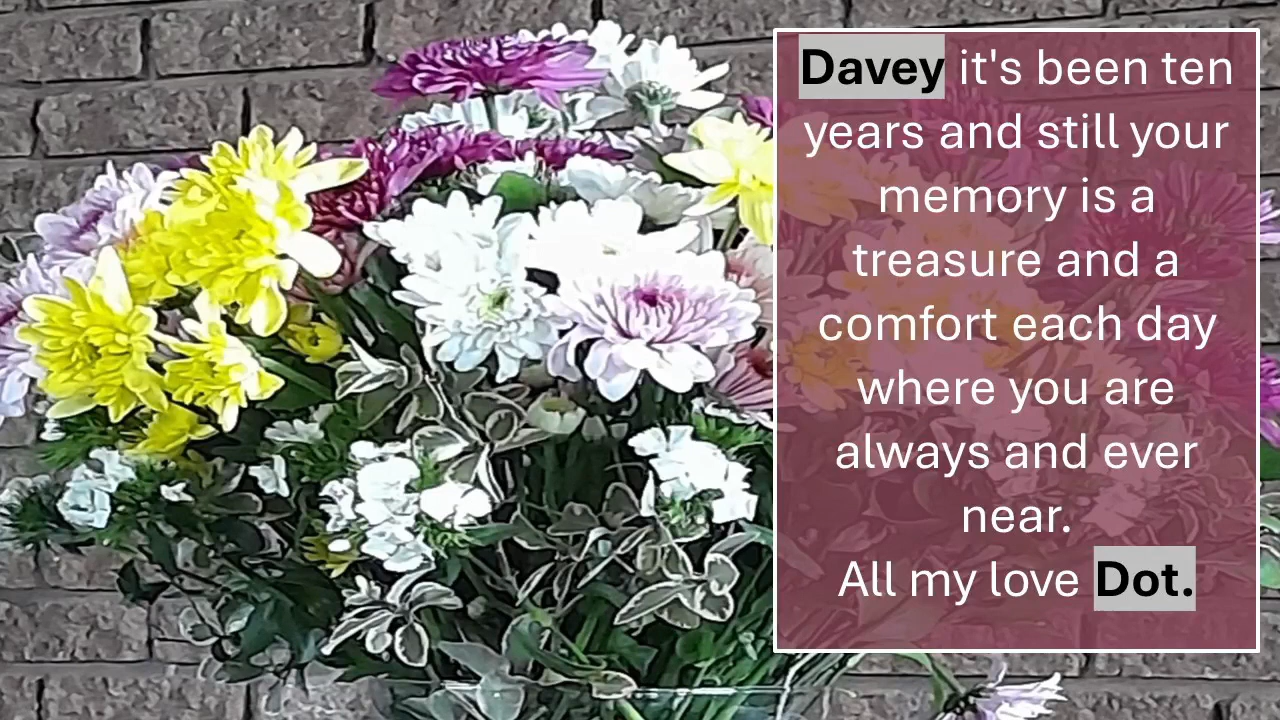 Davey it's been ten
years and still your
memory is a
treasure and a
comfort each day
where you are
always and ever
near.
All my love Dot.